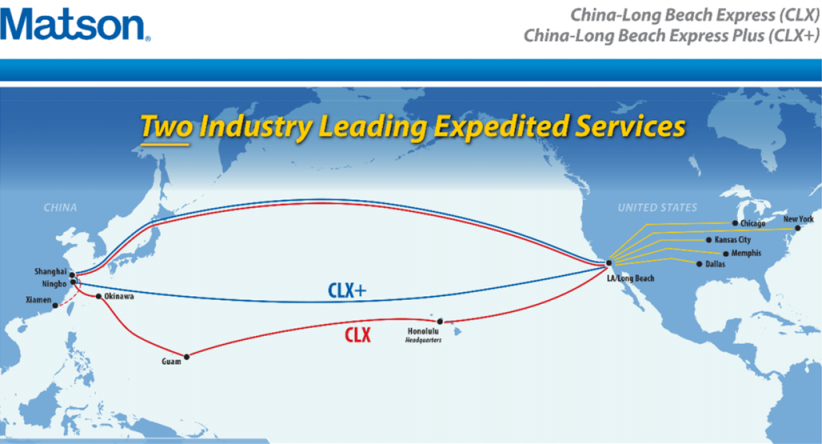 Matson®
China-Long Beach Express (CLX)
China-Long Beach Express Plus (CLX+)
Two Industry Leading Expedited Services
CHINA
UNITED STATES
Chicago
New York
Kansas City
Memphis
Dallas
LA/Long Beach
Shanghai
Ningbo
Xiamen
Okinawa
CLX+
CLX
Honolulu
Headquarters
Guam